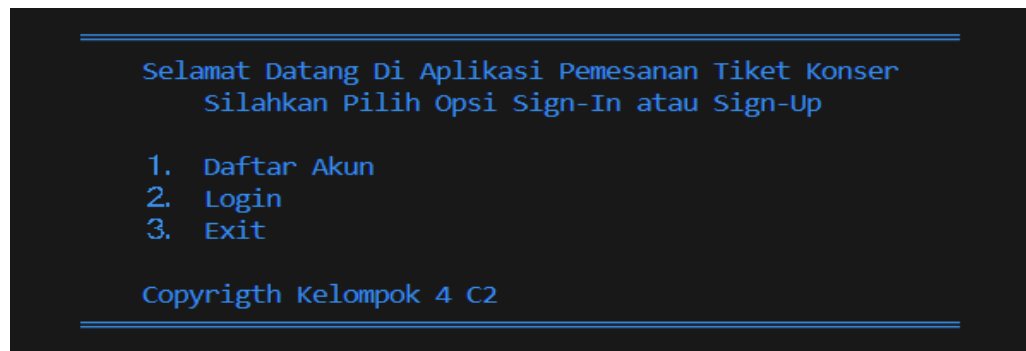 Selamat Datang Di Aplikasi Pemesanan Tiket Konser
Silahkan Pilih Opsi Sign-In atau Sign-Up
1. Daftar Akun
2. Login
3. Exit
Copyrigth Kelompok 4 C2